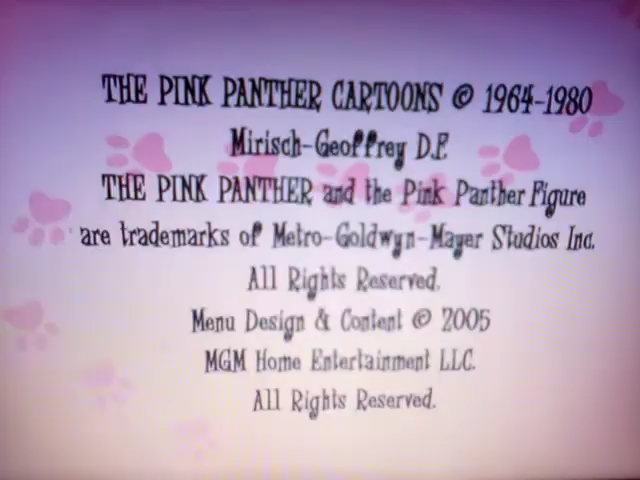 THE PINK PANTHER CARTOONS © 1964-1980
Mirisch-Geoffrey D.F.
THE PINK PANTHER and the Pink Panther Figure
are trademarks of Metro-Goldwyn-Mayer Studios Inc.
All Rights Reserved.
Menu Design & Content © 2005
MGM Home Entertainment LLC.
All Rights Reserved.